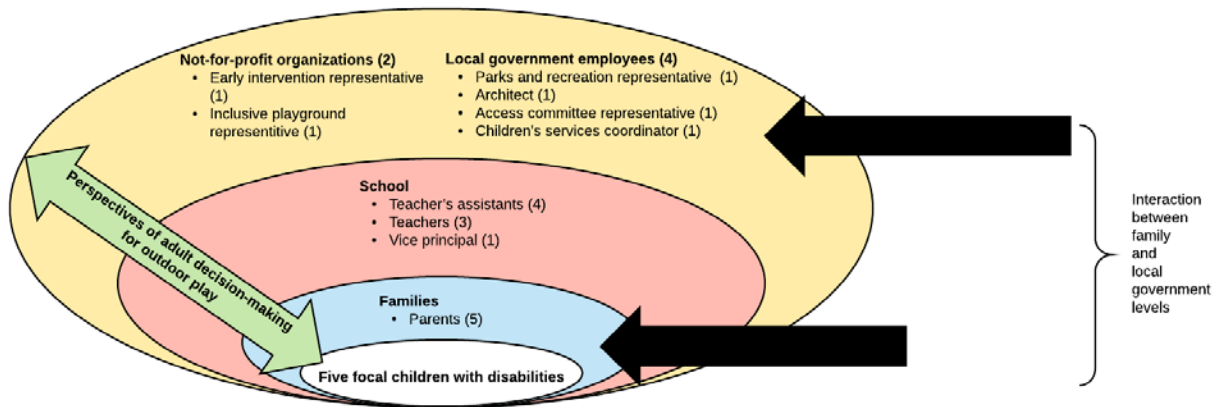 Not-for-profit organizations (2)
• Early intervention representative
(1)
• Inclusive playground
representitive (1)
Local government employees (4)
• Parks and recreation representative (1)
• Architect (1)
• Access committee representative (1)
• Children's services coordinator (1)
School
• Teacher's assistants (4)
• Teachers (3)
• Vice principal (1)
Perspectives of adult decision-making
for outdoor play
Families
• Parents (5)
Five focal children with disabilities
Interaction
between
family
and
local
government
levels